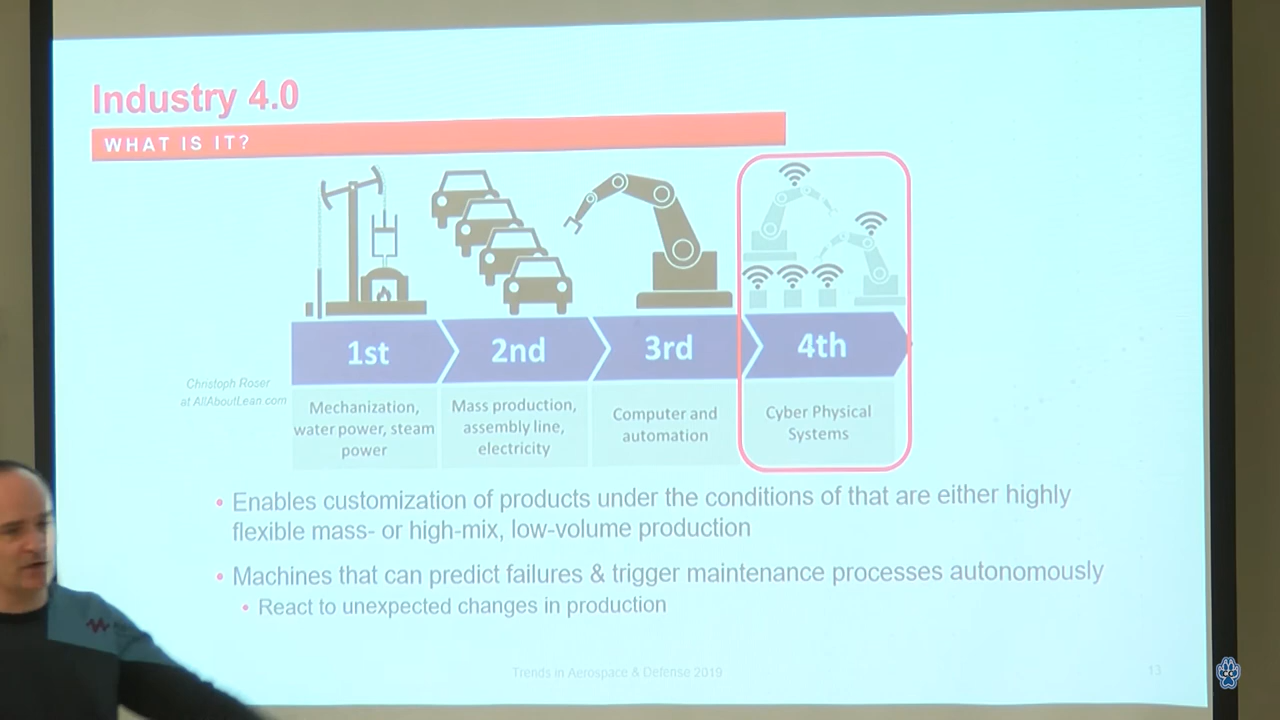 Industry 4.0
WHAT IS IT?
1st
2nd
3rd
4th
Christoph Roser
at AllAboutLean.com
Mechanization,
water power, steam
power
Mass production,
assembly line,
electricity
Computer and
automation
Cyber Physical
Systems
• Enables customization of products under the conditions of that are either highly
flexible mass- or high-mix, low-volume production
• Machines that can predict failures & trigger maintenance processes autonomously
• React to unexpected changes in production
Trends in Aerospace & Defense 2019
13